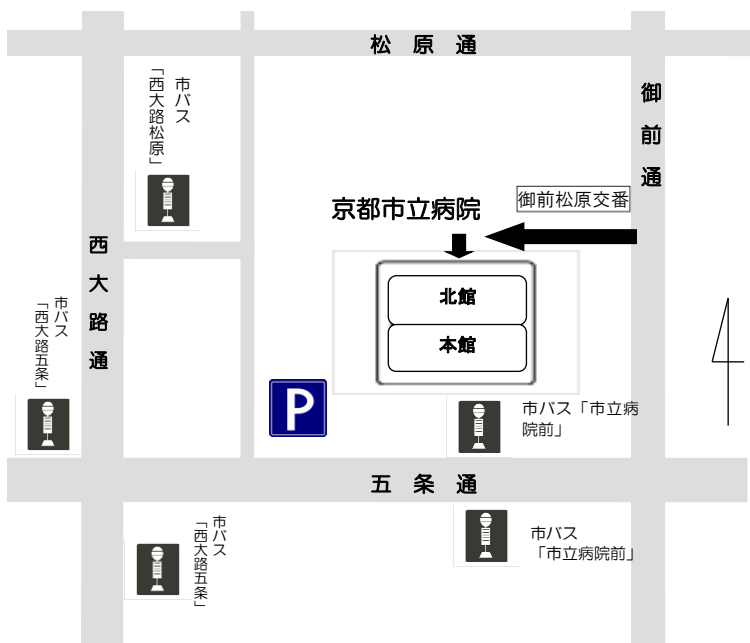 松原通
御前通
市バス
「西大路松原」
京都市立病院
御前松原交番
西大路通
北館
本館
市バス
「西大路五条」
P
市バス「市立病
院前」
五条通
市バス
「西大路五条」
市バス
「市立病院前」